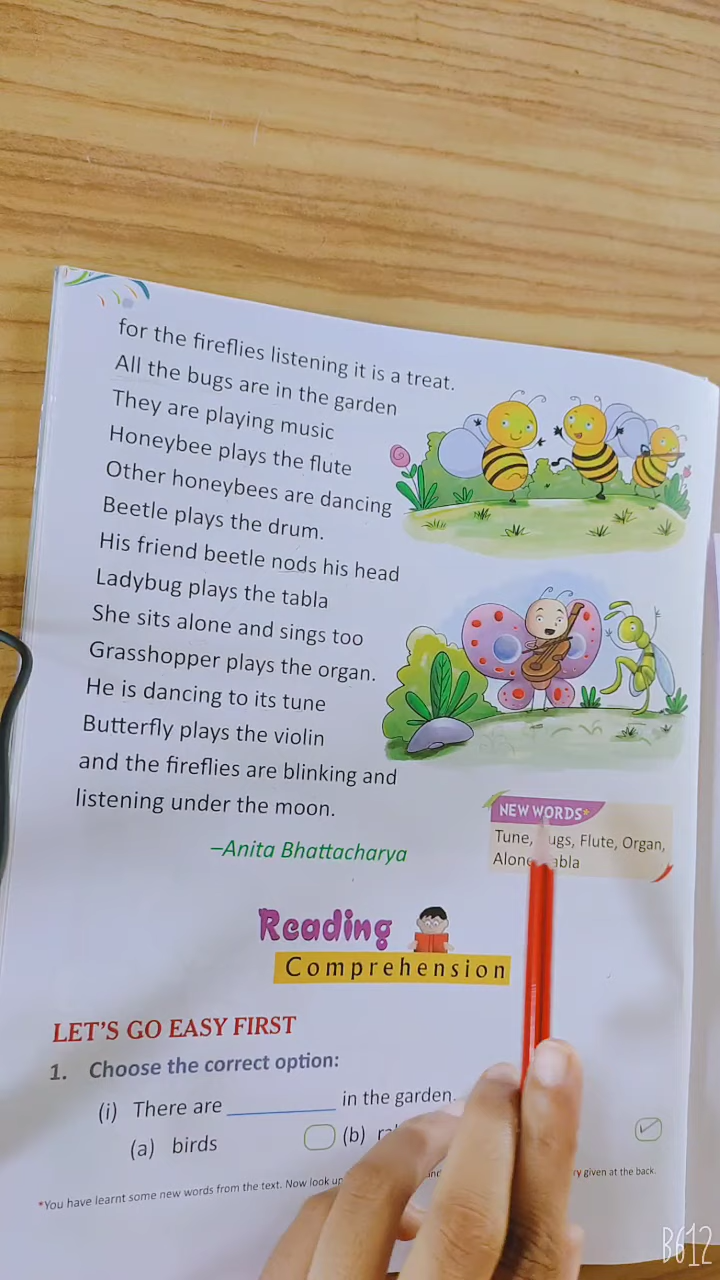 for the fireflies listening it is a treat.
All the bugs are in the garden
They are playing music
Honeybee plays the flute
Other honeybees are dancing
Beetle plays the drum.
His friend beetle nods his head
Ladybug plays the tabla
She sits alone and sings too
Grasshopper plays the organ.
He is dancing to its tune
Butterfly plays the violin
and the fireflies are blinking and
listening under the moon.
–Anita Bhattacharya
NEW WORDS*
Tune, ugs, Flute, Organ,
Alone abla
Reading
Comprehension
LET'S GO EASY FIRST
1. Choose the correct option:
(i) There are __________ in the garden.
(a) birds (b)
*You have learnt some new words from the text. Now look up given at the back.
B612